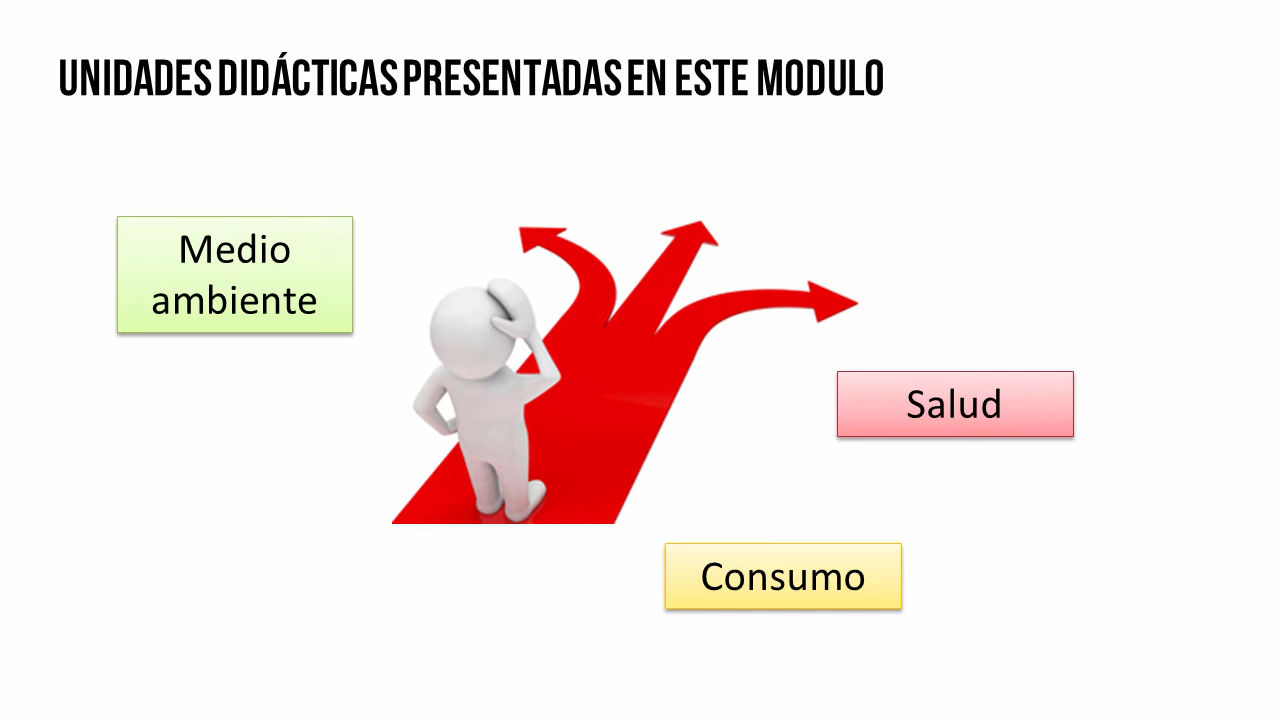 UNIDADES DIDÁCTICAS PRESENTADAS EN ESTE MODULO
Medio
ambiente
Salud
Consumo